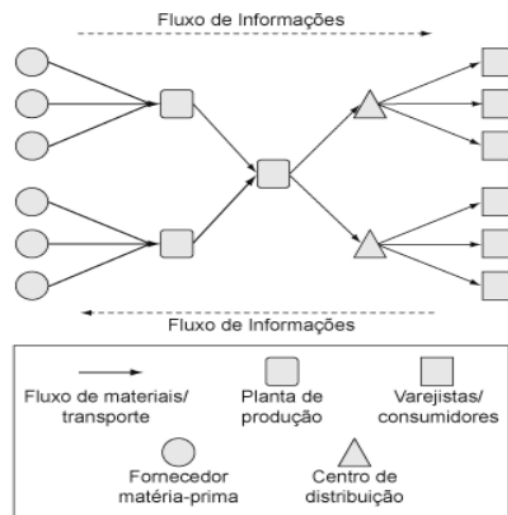 Fluxo de Informações
Fluxo de Informações
Fluxo de materiais/
transporte
Planta de
produção
Varejistas/
consumidores
Fornecedor
matéria-prima
Centro de
distribuição